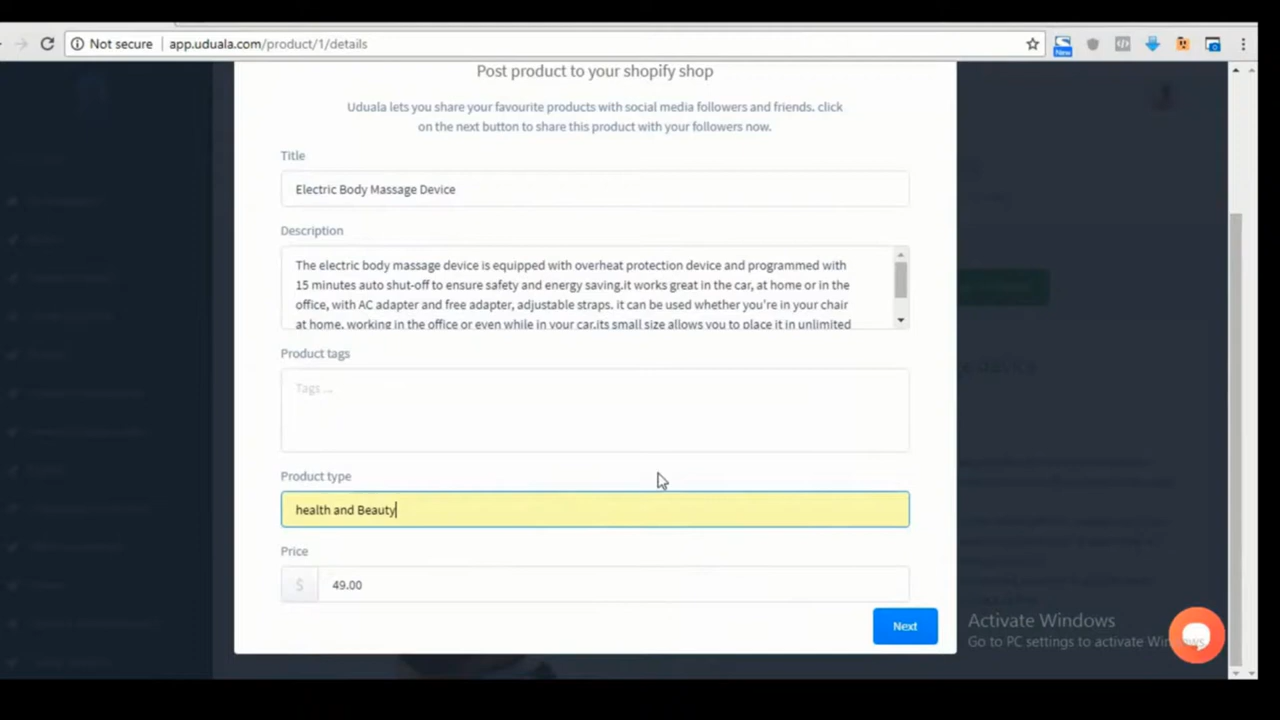 Not secure
app.uduala.com/product/1/details
New
Post product to your shopify shop
Uduala lets you share your favourite products with social media followers and friends. click
on the next button to share this product with your followers now.
Title
Electric Body Massage Device
Description
The electric body massage device is equipped with overheat protection device and programmed with
15 minutes auto shut-off to ensure safety and energy saving.it works great in the car, at home or in the
office, with AC adapter and free adapter, adjustable straps. it can be used whether you're in your chair
at home, working in the office or even while in your car.its small size allows you to place it in unlimited
Product tags
Tags ...
Product type
health and Beauty
Price
$
49.00
Next
Activate Windows
Go to PC settings to activate Windows.